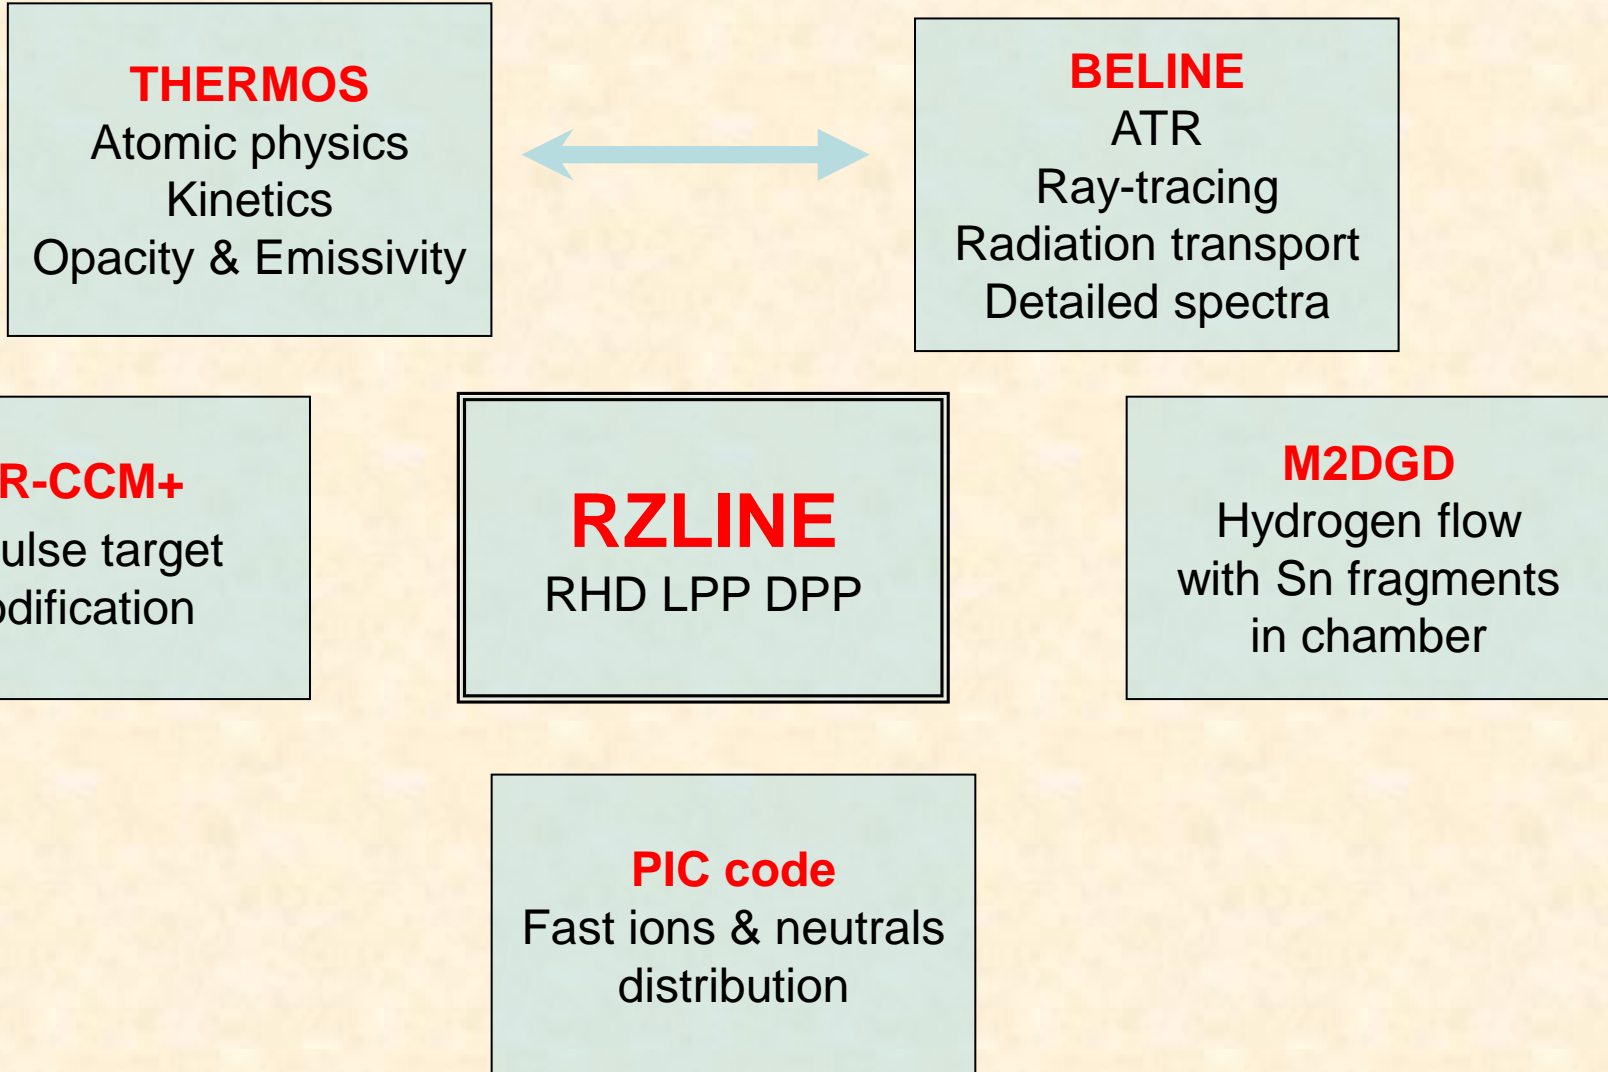 THERMOS
Atomic physics
Kinetics
Opacity & Emissivity
BELINE
ATR
Ray-tracing
Radiation transport
Detailed spectra
R-CCM+
ulse target
odification
RZLINE
RHD LPP DPP
M2DGD
Hydrogen flow
with Sn fragments
in chamber
PIC code
Fast ions & neutrals
distribution